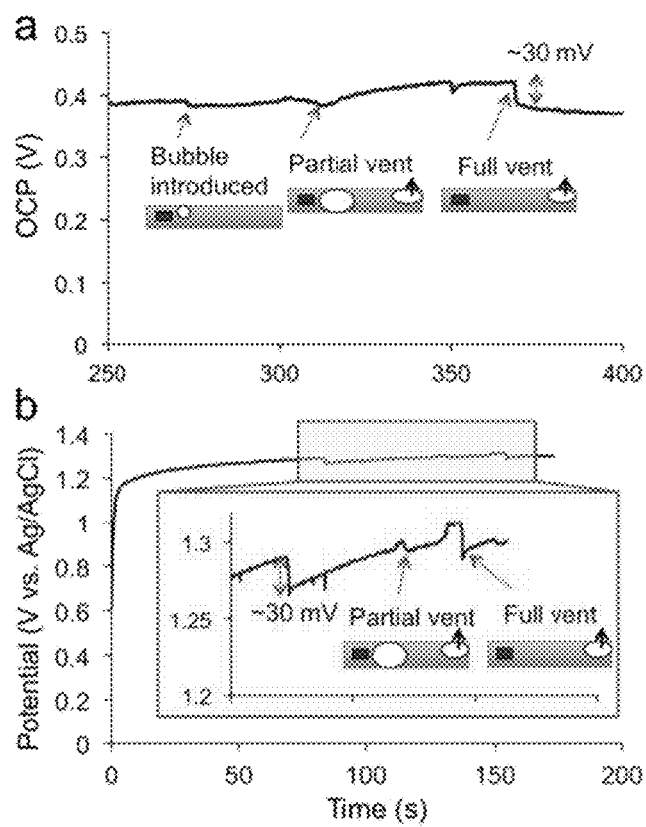 a
0.5
0.4
0.3
0.2
0.1
0
OCP (V)
~30 mV
Bubble
introduced
Partial vent
Full vent
250
300
350
400
b
1.4
1.2
1
0.8
0.6
0.4
0.2
0
Potential (V vs. Ag/AgCl)
1.3
1.25
1.2
~30 mV
Partial vent
Full vent
0
50
100
150
200
Time (s)